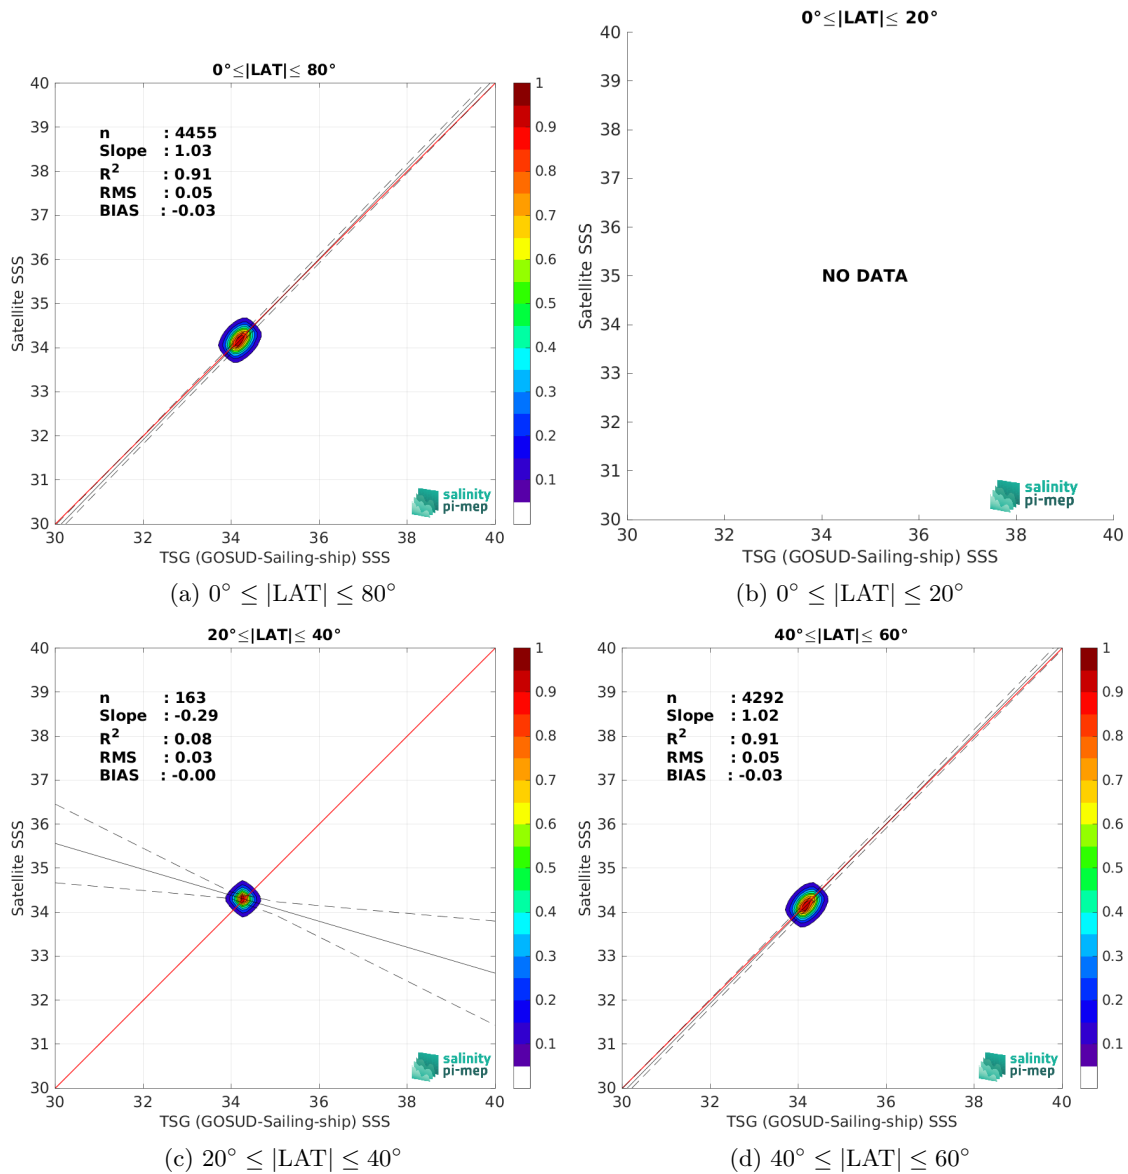 0°≤|LAT|≤ 80°
n : 4455
Slope : 1.03
R² : 0.91
RMS : 0.05
BIAS : -0.03
40
39
38
37
36
35
34
33
32
31
30
Satellite SSS
30 32 34 36 38 40
TSG (GOSUD-Sailing-ship) SSS
1
0.9
0.8
0.7
0.6
0.5
0.4
0.3
0.2
0.1
salinity
pi-mep
(a) 0° ≤ |LAT| ≤ 80°
0°≤|LAT|≤ 20°
40
39
38
37
36
35
34
33
32
31
30
Satellite SSS
NO DATA
salinity
pi-mep
30 32 34 36 38 40
TSG (GOSUD-Sailing-ship) SSS
(b) 0° ≤ |LAT| ≤ 20°
20°≤|LAT|≤ 40°
n : 163
Slope : -0.29
R² : 0.08
RMS : 0.03
BIAS : -0.00
40
39
38
37
36
35
34
33
32
31
30
Satellite SSS
30 32 34 36 38 40
TSG (GOSUD-Sailing-ship) SSS
1
0.9
0.8
0.7
0.6
0.5
0.4
0.3
0.2
0.1
salinity
pi-mep
(c) 20° ≤ |LAT| ≤ 40°
40°≤|LAT|≤ 60°
n : 4292
Slope : 1.02
R² : 0.91
RMS : 0.05
BIAS : -0.03
40
39
38
37
36
35
34
33
32
31
30
Satellite SSS
30 32 34 36 38 40
TSG (GOSUD-Sailing-ship) SSS
1
0.9
0.8
0.7
0.6
0.5
0.4
0.3
0.2
0.1
salinity
pi-mep
(d) 40° ≤ |LAT| ≤ 60°